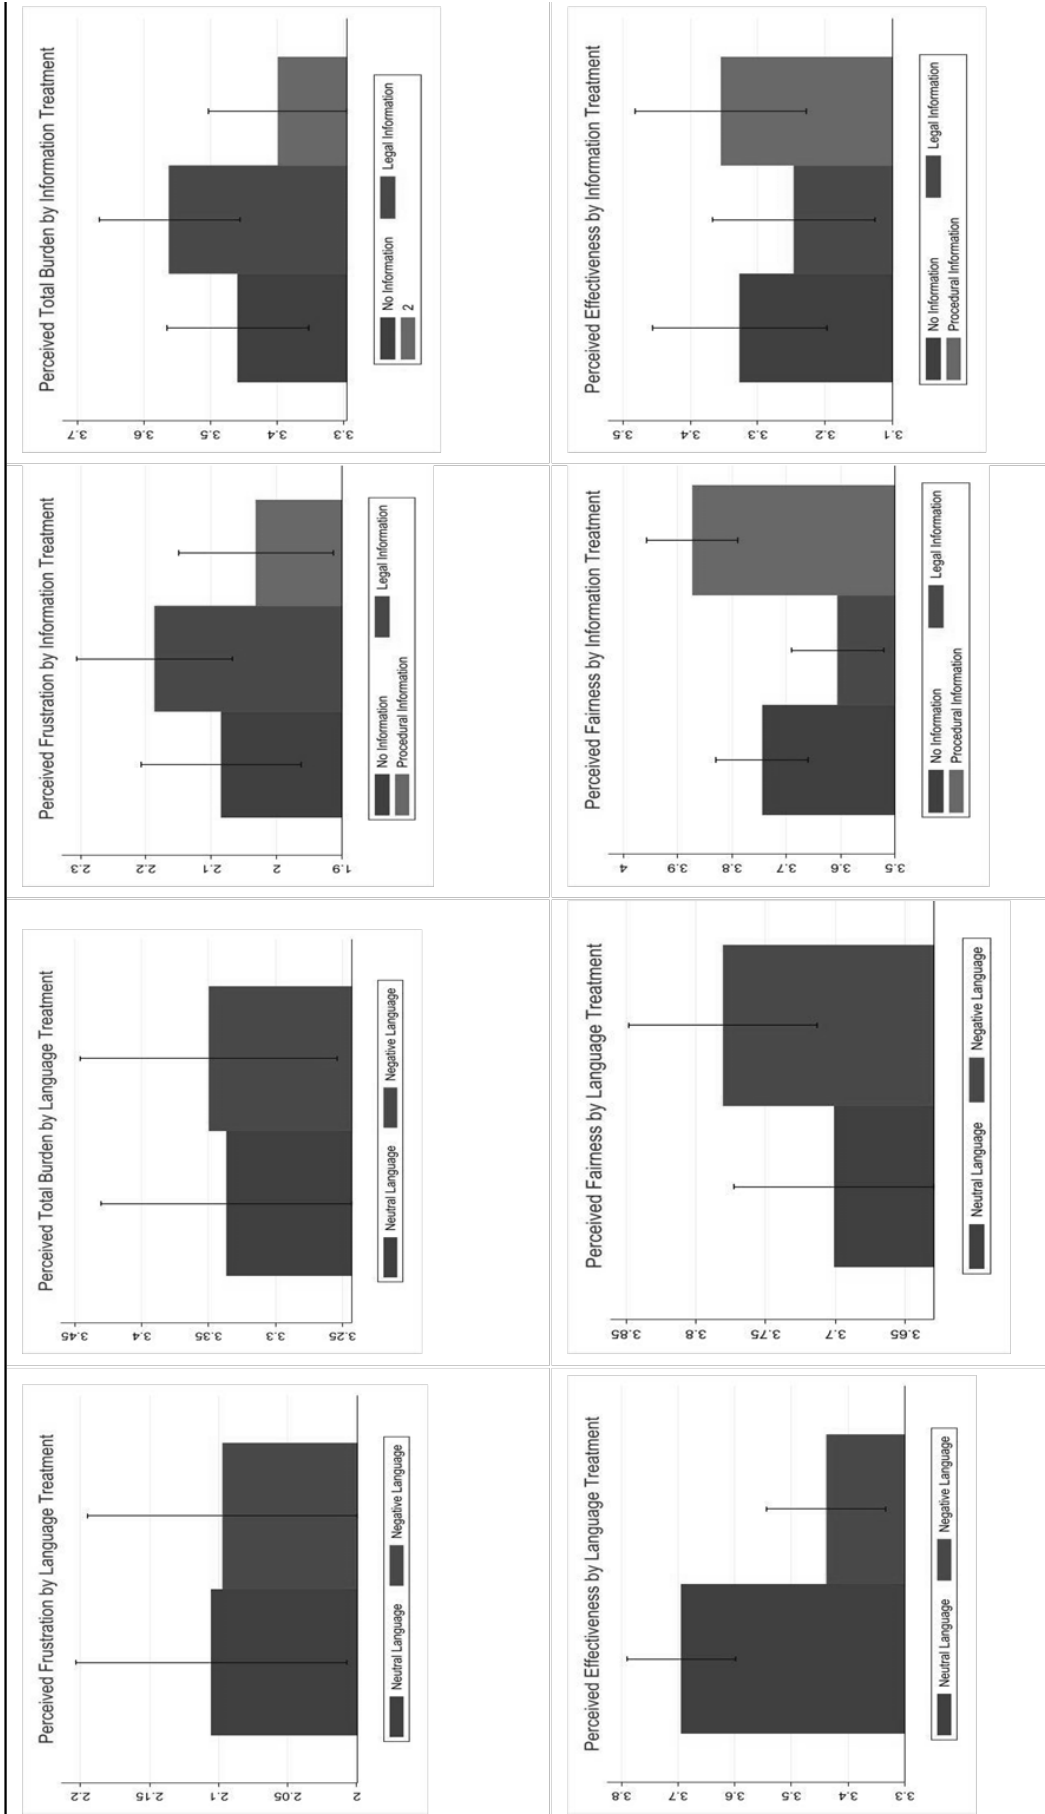 Perceived Frustration by Language Treatment
2.2
2.15
2.1
2.05
2
Neutral Language
Negative Language
Perceived Total Burden by Language Treatment
3.45
3.4
3.35
3.3
3.25
Neutral Language
Negative Language
Perceived Frustration by Information Treatment
2.3
2.2
2.1
2
1.9
No Information
Legal Information
Procedural Information
Perceived Total Burden by Information Treatment
3.7
3.6
3.5
3.4
3.3
No Information
Legal Information
2
Perceived Effectiveness by Language Treatment
3.8
3.7
3.6
3.5
3.4
3.3
Neutral Language
Negative Language
Perceived Fairness by Language Treatment
3.85
3.8
3.75
3.7
3.65
Neutral Language
Negative Language
Perceived Fairness by Information Treatment
4
3.9
3.8
3.7
3.6
3.5
No Information
Legal Information
Procedural Information
Perceived Effectiveness by Information Treatment
3.5
3.4
3.3
3.2
3.1
No Information
Legal Information
Procedural Information